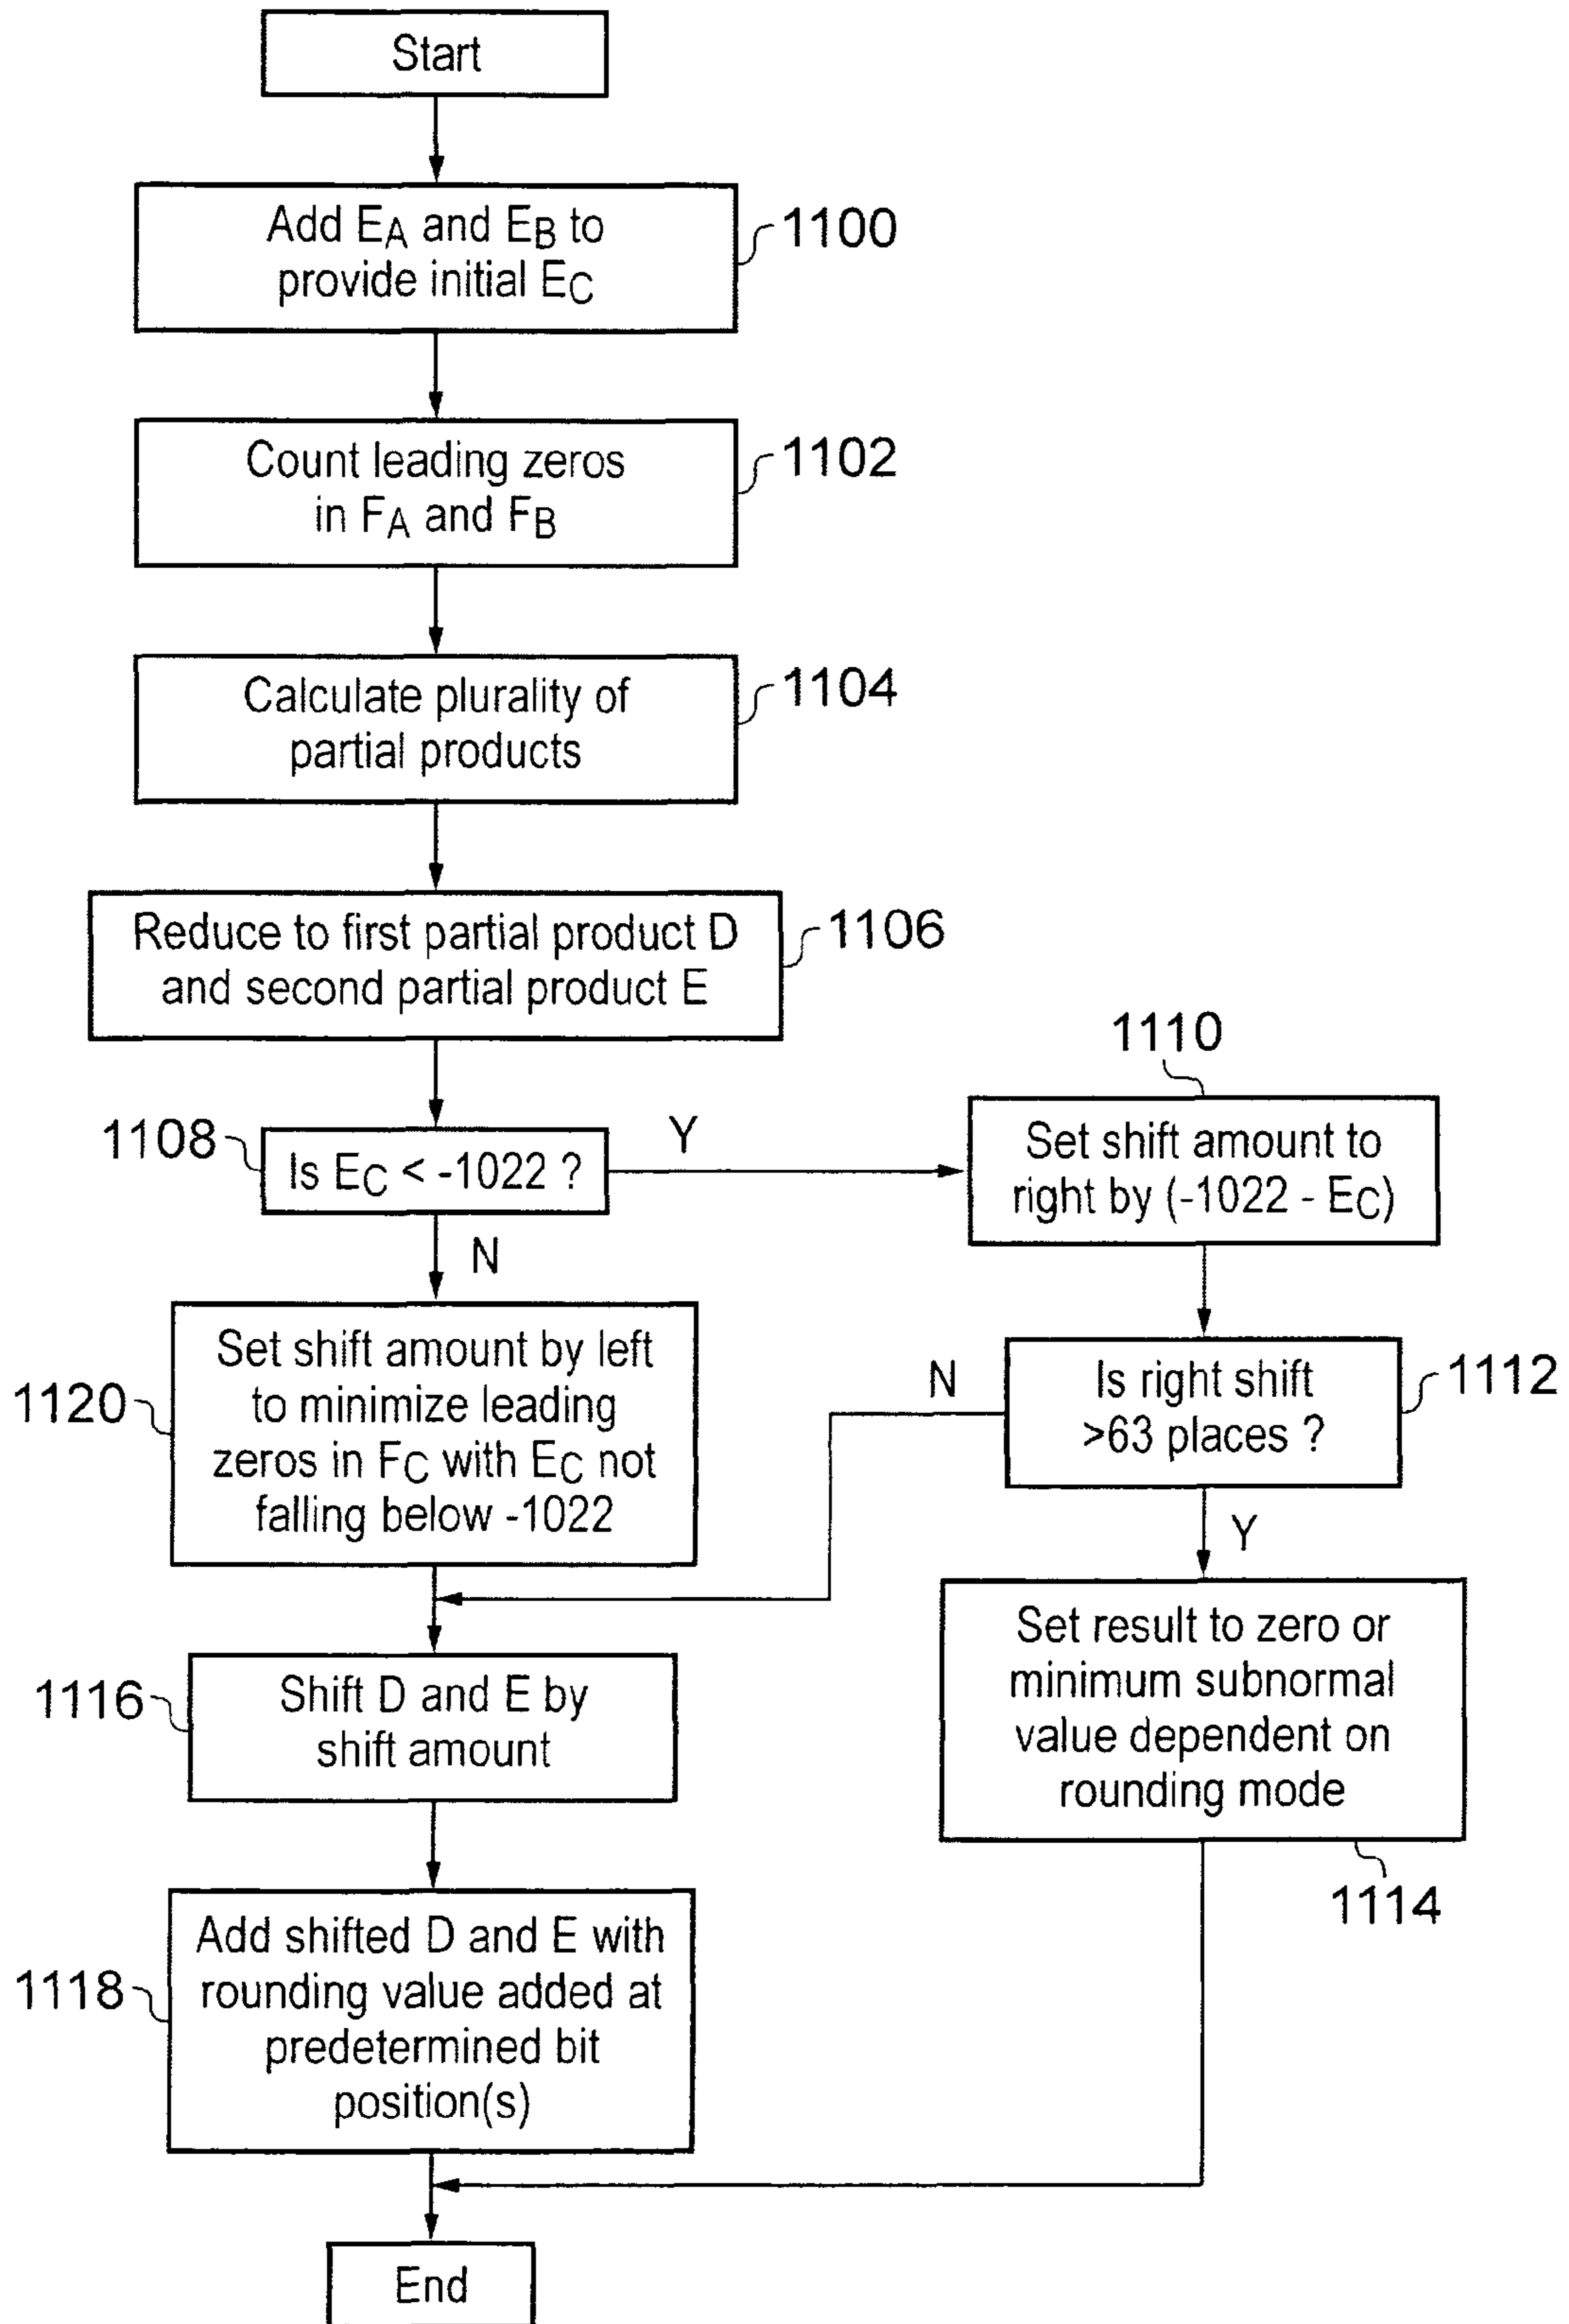 Start
Add EA and EB to
provide initial EC
1100
Count leading zeros
in FA and FB
1102
Calculate plurality of
partial products
1104
Reduce to first partial product D
and second partial product E
1106
1108
Is EC < -1022 ?
Y
N
1110
Set shift amount to
right by (-1022 - EC)
Is right shift
>63 places ?
1112
N
Y
1120
Set shift amount by left
to minimize leading
zeros in FC with EC not
falling below -1022
Set result to zero or
minimum subnormal
value dependent on
rounding mode
1114
1116
Shift D and E by
shift amount
1118
Add shifted D and E with
rounding value added at
predetermined bit
position(s)
End